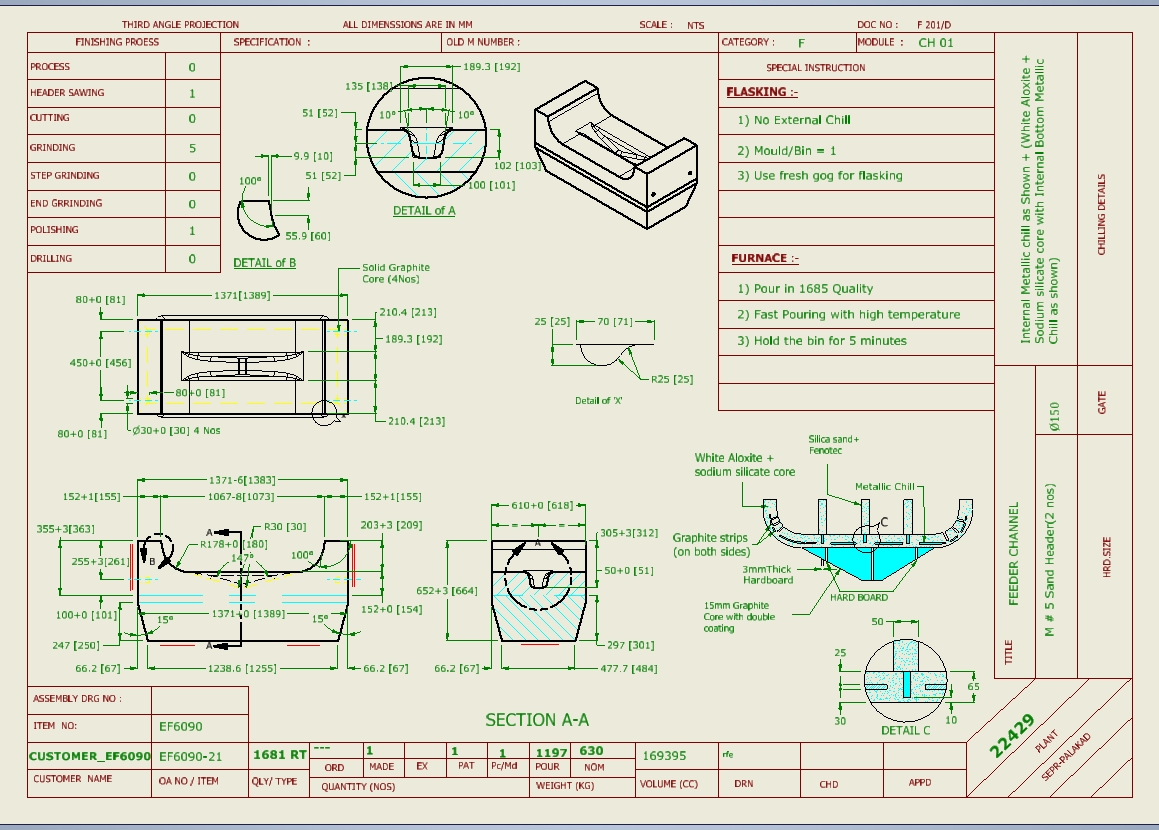 THIRD ANGLE PROJECTION
ALL DIMENSSIONS ARE IN MM
SCALE : NTS
DOC NO : F 201/D
FINISHING PROESS
SPECIFICATION :
OLD M NUMBER :
CATEGORY : F
MODULE : CH 01
PROCESS 0
HEADER SAWING 1
CUTTING 0
GRINDING 5
STEP GRINDING 0
END GRRINDING 0
POLISHING 1
DRILLING 0
189.3 [192]
135 [138]
51 [52]
10°
10°
51 [52]
102 [103]
100 [101]
DETAIL of A
9.9 [10]
100°
55.9 [60]
DETAIL of B
SPECIAL INSTRUCTION
FLASKING :-
1) No External Chill
2) Mould/Bin = 1
3) Use fresh gog for flasking
FURNACE :-
1) Pour in 1685 Quality
2) Fast Pouring with high temperature
3) Hold the bin for 5 minutes
Internal Metallic chill as Shown + (White Aloxite +
Sodium silicate core with Internal Bottom Metallic
Chill as shown)
CHILLING DETAILS
Ø150
GATE
FEEDER CHANNEL
TITLE
M # 5 Sand Header(2 nos)
HRD.SIZE
Solid Graphite
Core (4Nos)
1371[1389]
80+0 [81]
210.4 [213]
189.3 [192]
450+0 [456]
80+0 [81]
210.4 [213]
80+0 [81]
Ø30+0 [30] 4 Nos
25 [25]
70 [71]
R25 [25]
Detail of 'X'
1371-6[1383]
152+1[155]
1067-8[1073]
152+1[155]
355+3[363]
A
R30 [30]
203+3 [209]
R178+0 [180]
255+3[261]
B
147°
100°
100+0 [101]
1371+0 [1389]
152+0 [154]
15°
15°
247 [250]
A
66.2 [67]
1238.6 [1255]
66.2 [67]
610+0 [618]
= =
A
305+3[312]
50+0 [51]
652+3 [664]
297 [301]
66.2 [67]
477.7 [484]
SECTION A-A
Silica sand+
Fenotec
White Aloxite +
sodium silicate core
Metallic Chill
C
Graphite strips
(on both sides)
3mmThick
Hardboard
HARD BOARD
15mm Graphite
Core with double
coating
50
25
65
30
10
DETAIL C
ASSEMBLY DRG NO :
ITEM NO: EF6090
CUSTOMER_EF6090 EF6090-21 1681 RT
CUSTOMER NAME OA NO / ITEM QLY/ TYPE
--- 1 1 1 1197 630
ORD MADE EX PAT Pc/Md POUR NOM
QUANTITY (NOS) WEIGHT (KG)
169395 rfe
VOLUME (CC) DRN CHD APPD
22429
PLANT
SEPR-PALAKAD